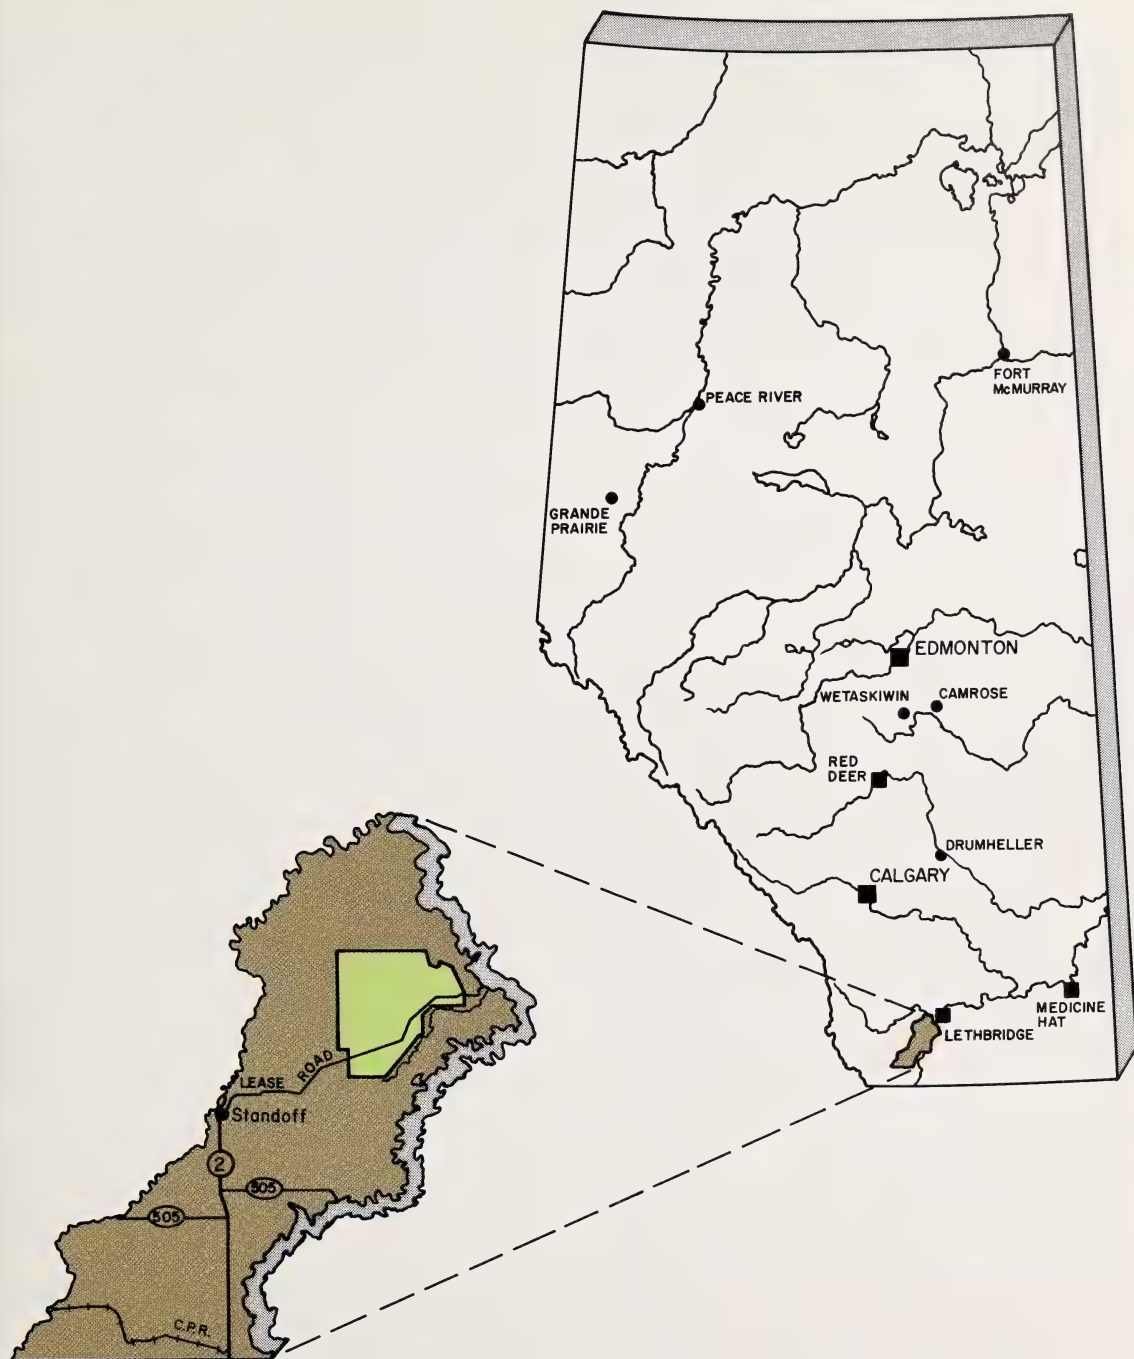 PEACE RIVER
FORT
McMURRAY
GRANDE
PRAIRIE
EDMONTON
WETASKIWIN
CAMROSE
RED
DEER
DRUMHELLER
CALGARY
MEDICINE
HAT
LETHBRIDGE
LEASE ROAD
Standoff
2
505
505
C.P.R.